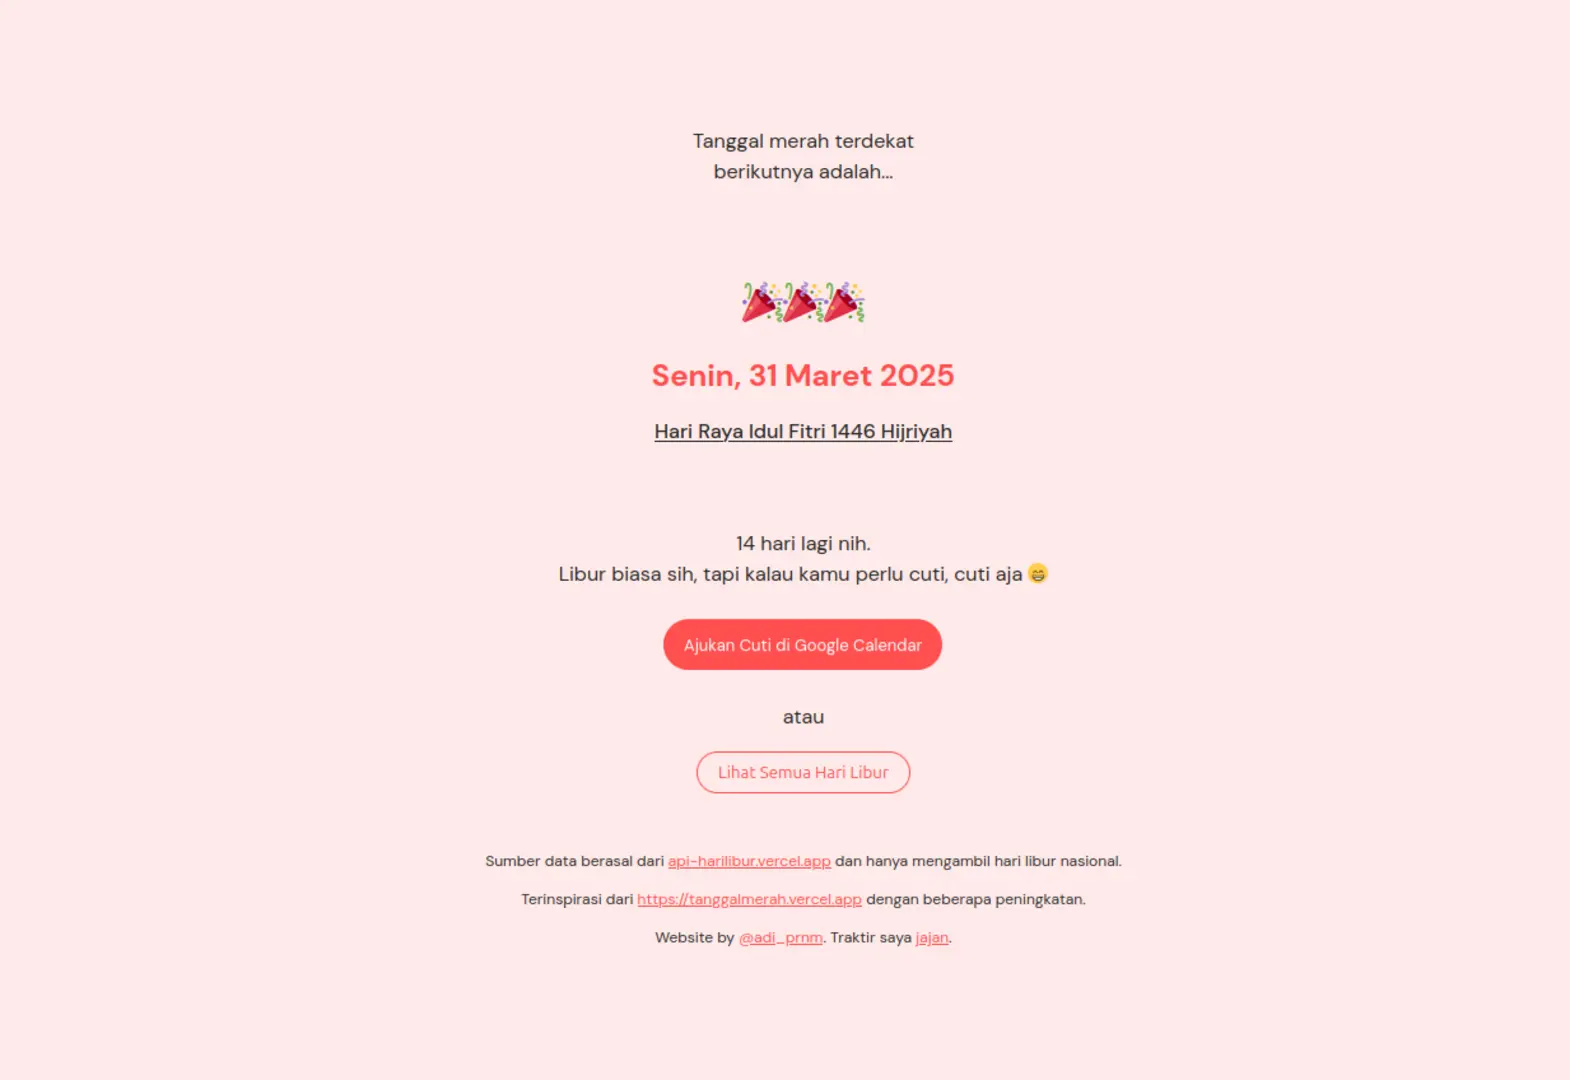 Tanggal merah terdekat
berikutnya adalah...
🎉🎉🎉
Senin, 31 Maret 2025
Hari Raya Idul Fitri 1446 Hijriyah
14 hari lagi nih.
Libur biasa sih, tapi kalau kamu perlu cuti, cuti aja 😁
Ajukan Cuti di Google Calendar
atau
Lihat Semua Hari Libur
Sumber data berasal dari api-harilibur.vercel.app dan hanya mengambil hari libur nasional.
Terinspirasi dari https://tanggalmerah.vercel.app dengan beberapa peningkatan.
Website by @adi_prnm. Traktir saya jajan.